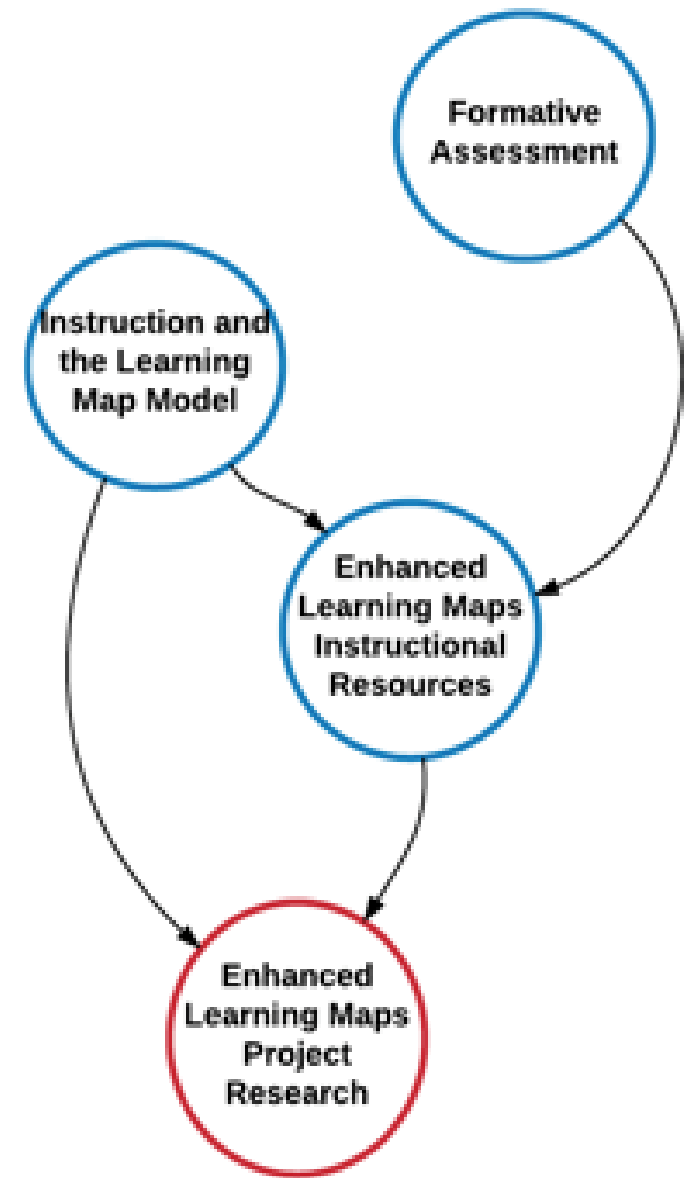 Formative
Assessment
Instruction and
the Learning
Map Model
Enhanced
Learning Maps
Instructional
Resources
Enhanced
Learning Maps
Project
Research